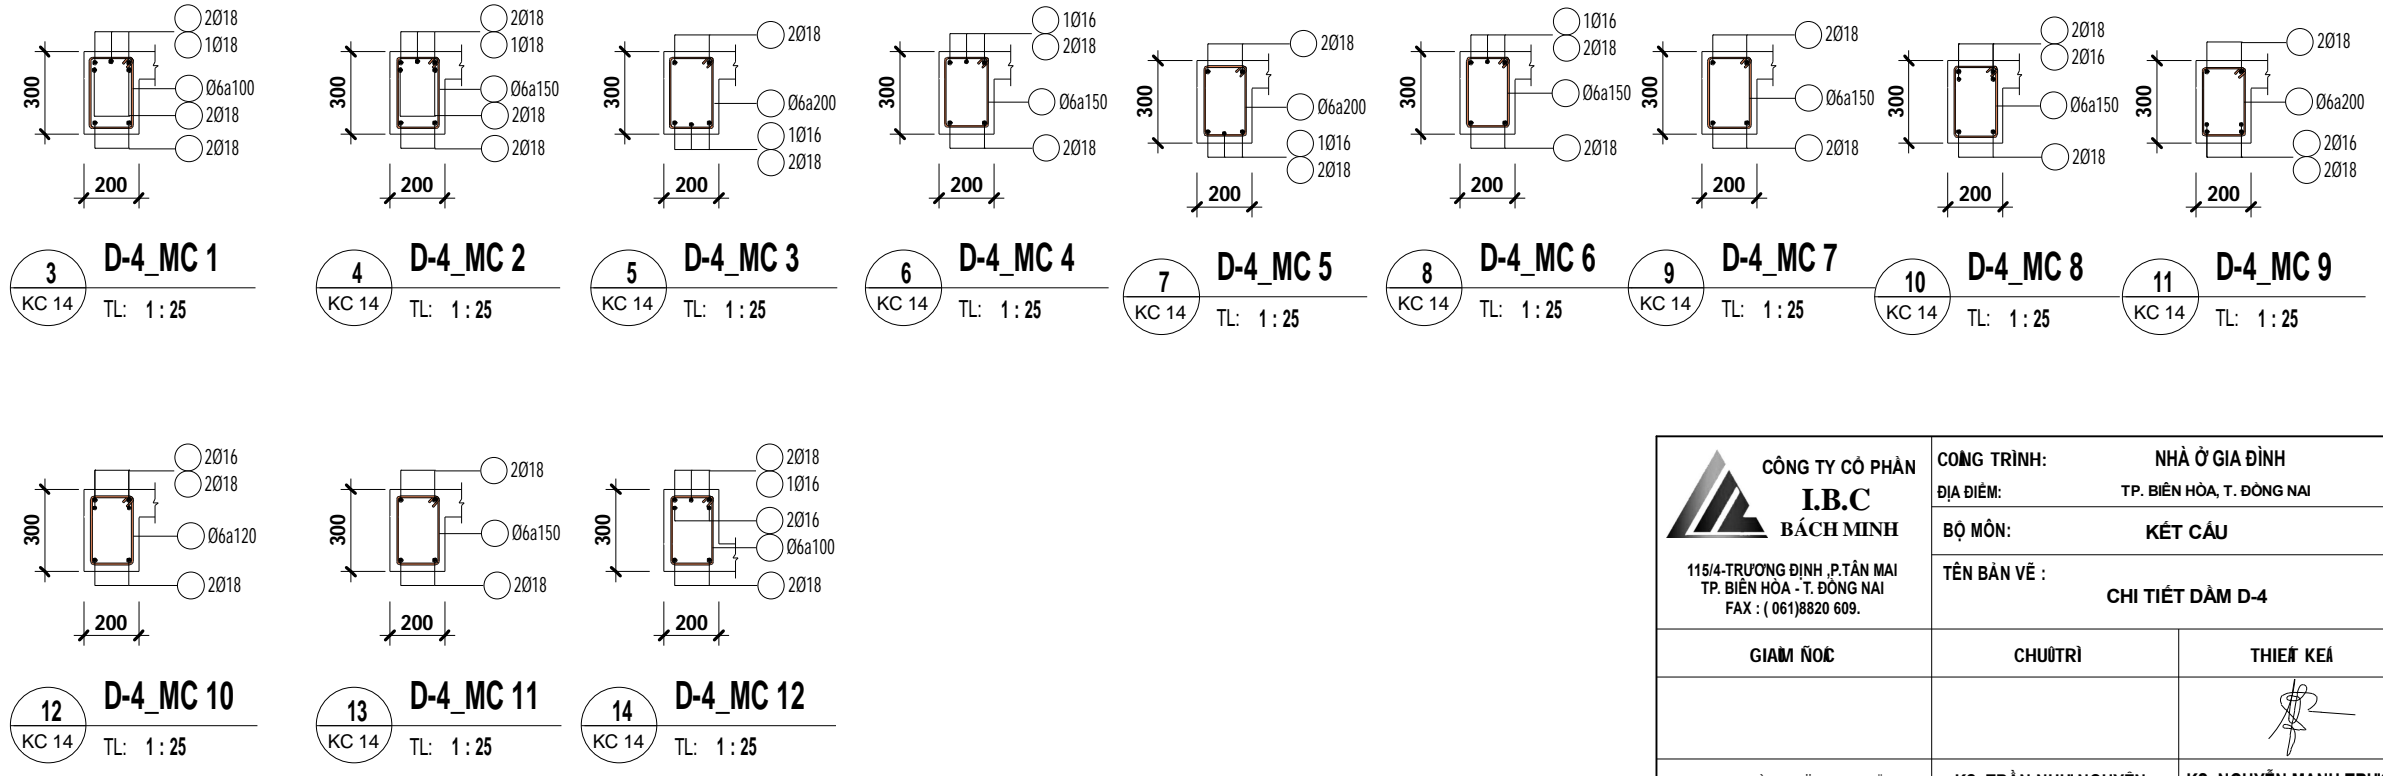 2Ø18
1Ø18
Ø6a100
2Ø18
2Ø18
300
200
3
KC 14
D-4_MC 1
TL: 1 : 25
2Ø18
1Ø18
Ø6a150
2Ø18
2Ø18
300
200
4
KC 14
D-4_MC 2
TL: 1 : 25
2Ø18
Ø6a200
1Ø16
2Ø18
300
200
5
KC 14
D-4_MC 3
TL: 1 : 25
1Ø16
2Ø18
Ø6a150
2Ø18
300
200
6
KC 14
D-4_MC 4
TL: 1 : 25
2Ø18
Ø6a200
1Ø16
2Ø18
300
200
7
KC 14
D-4_MC 5
TL: 1 : 25
1Ø16
2Ø18
Ø6a150
2Ø18
300
200
8
KC 14
D-4_MC 6
TL: 1 : 25
2Ø18
Ø6a150
2Ø18
300
200
9
KC 14
D-4_MC 7
TL: 1 : 25
2Ø18
2Ø16
Ø6a150
2Ø18
300
200
10
KC 14
D-4_MC 8
TL: 1 : 25
2Ø18
Ø6a200
2Ø16
2Ø18
300
200
11
KC 14
D-4_MC 9
TL: 1 : 25
2Ø16
2Ø18
Ø6a120
2Ø18
300
200
12
KC 14
D-4_MC 10
TL: 1 : 25
2Ø18
Ø6a150
2Ø18
300
200
13
KC 14
D-4_MC 11
TL: 1 : 25
2Ø18
1Ø16
2Ø16
Ø6a100
2Ø18
300
200
14
KC 14
D-4_MC 12
TL: 1 : 25
CÔNG TY CỔ PHẦN
I.B.C
BÁCH MINH
115/4-TRƯƠNG ĐỊNH ,P.TÂN MAI
TP. BIÊN HÒA - T. ĐỒNG NAI
FAX : ( 061)8820 609.
TRÌNH: NHÀ Ở GIA ĐÌNH
ĐỊA ĐIỂM: TP. BIÊN HÒA, T. ĐỒNG NAI
BỘ MÔN: KẾT CẤU
TÊN BẢN VẼ :
CHI TIẾT DẦM D-4